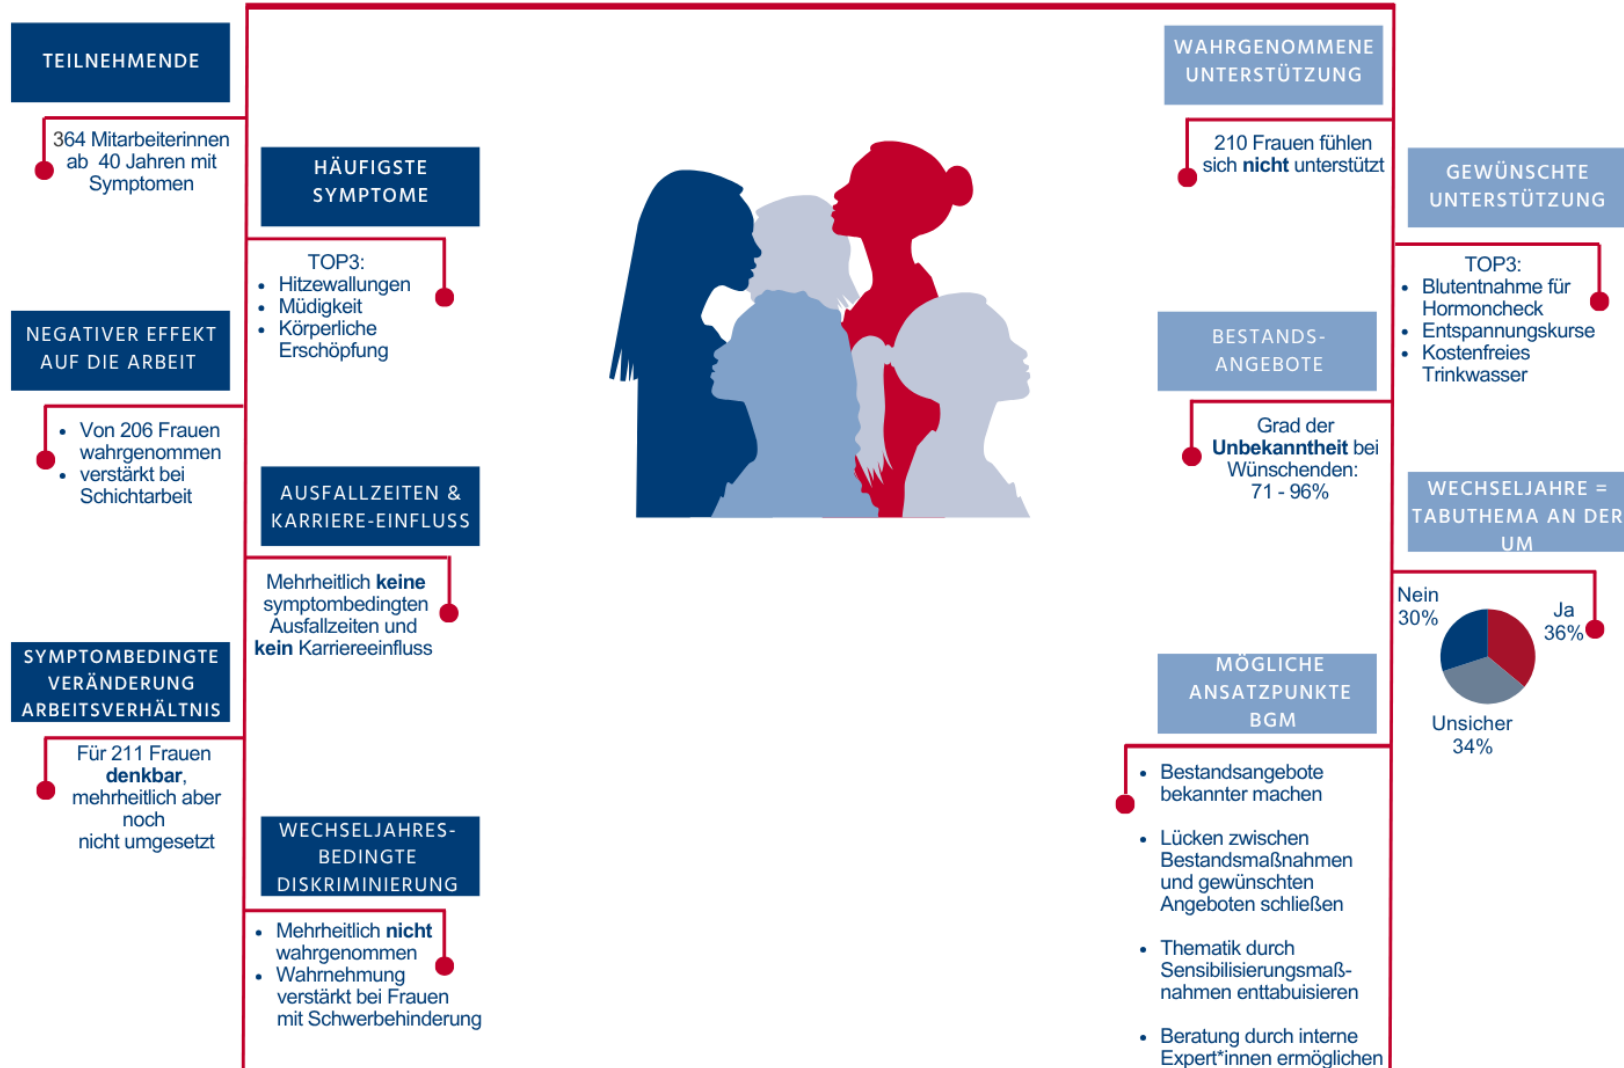 TEILNEHMENDE
364 Mitarbeiterinnen
ab 40 Jahren mit
Symptomen
HÄUFIGSTE
SYMPTOME
TOP3:
• Hitzewallungen
• Müdigkeit
• Körperliche
Erschöpfung
NEGATIVER EFFEKT
AUF DIE ARBEIT
• Von 206 Frauen
wahrgenommen
• verstärkt bei
Schichtarbeit
AUSFALLZEITEN &
KARRIERE-EINFLUSS
Mehrheitlich keine
symptombedingten
Ausfallzeiten und
kein Karriereeinfluss
SYMPTOMBEDINGTE
VERÄNDERUNG
ARBEITSVERHÄLTNIS
Für 211 Frauen
denkbar,
mehrheitlich aber
noch
nicht umgesetzt
WECHSELJAHRES-
BEDINGTE
DISKRIMINIERUNG
• Mehrheitlich nicht
wahrgenommen
• Wahrnehmung
verstärkt bei Frauen
mit Schwerbehinderung
WAHRGENOMMENE
UNTERSTÜTZUNG
210 Frauen fühlen
sich nicht unterstützt
GEWÜNSCHTE
UNTERSTÜTZUNG
TOP3:
• Blutentnahme für
Hormoncheck
• Entspannungskurse
• Kostenfreies
Trinkwasser
BESTANDS-
ANGEBOTE
Grad der
Unbekanntheit bei
Wünschenden:
71 - 96%
WECHSELJAHRE =
TABUTHEMA AN DER
UM
Nein
30%
Ja
36%
Unsicher
34%
MÖGLICHE
ANSATZPUNKTE
BGM
• Bestandsangebote
bekannter machen
• Lücken zwischen
Bestandsmaßnahmen
und gewünschten
Angeboten schließen
• Thematik durch
Sensibilisierungsmaß-
nahmen enttabuisieren
• Beratung durch interne
Expert*innen ermöglichen